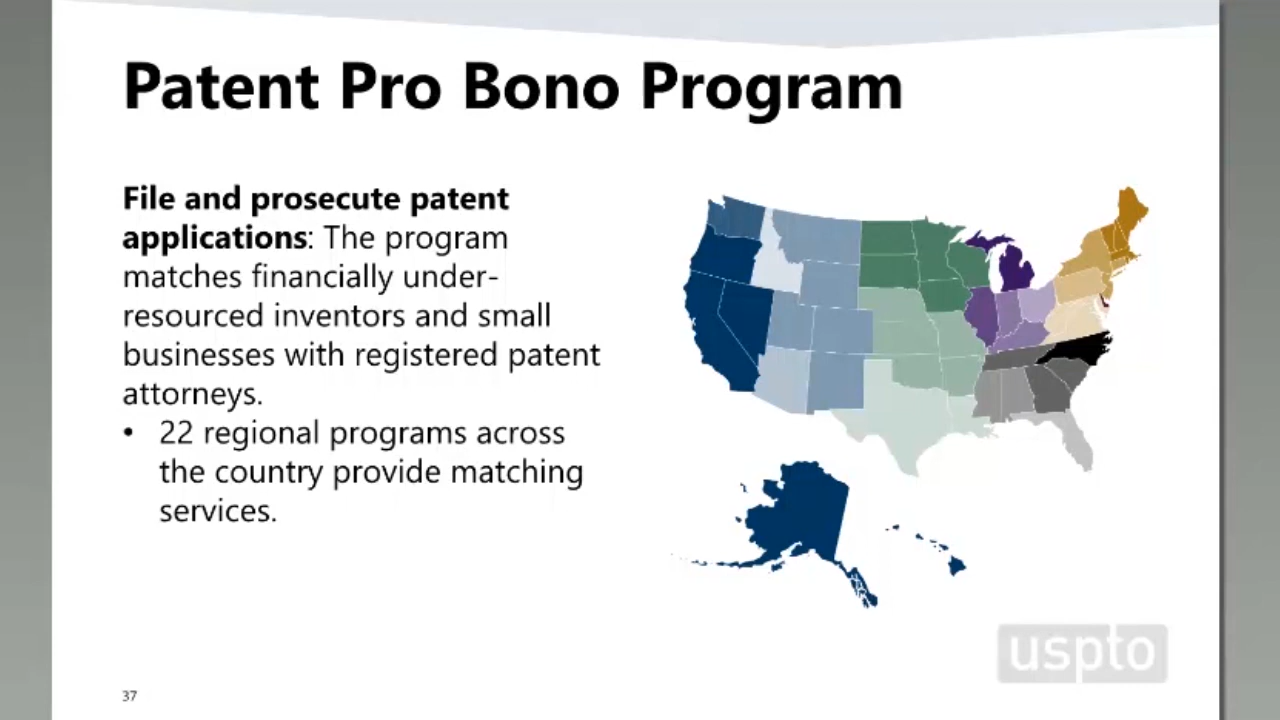 Patent Pro Bono Program
File and prosecute patent
applications: The program
matches financially under-
resourced inventors and small
businesses with registered patent
attorneys.
• 22 regional programs across
the country provide matching
services.
uspto
37